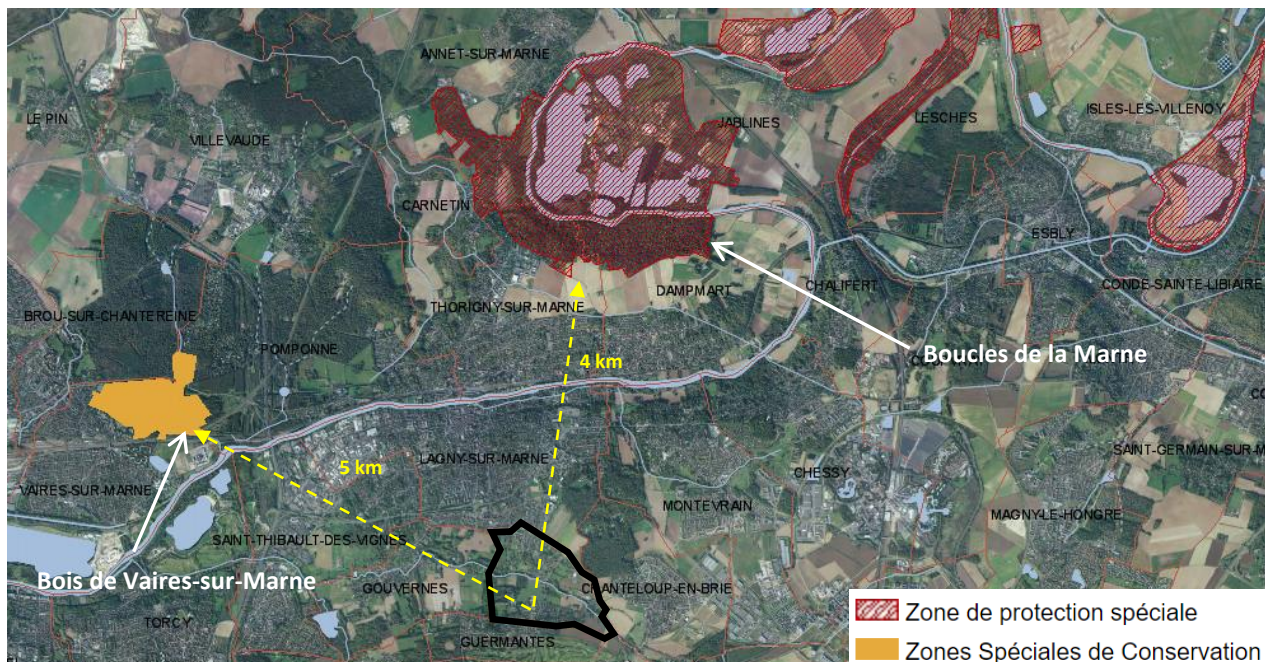 ANNET-SUR-MARNE
LE PIN
VILLEVAUDE
JABLINES
LESCHES
ISLES-LES-VILLENOY
CARNETIN
ESBLY
THORIGNY-SUR-MARNE
DAMPMART
CHALIFERT
CONDE-SAINTE-LIBIAIRE
BROU-SUR-CHANTEREINE
POMPONNE
4 km
Boucles de la Marne
5 km
LAGNY-SUR-MARNE
CHESSY
SAINT-GERMAIN-SUR-M
VAIRES-SUR-MARNE
MONTEVRAIN
MAGNY-LE-HONGRE
SAINT-THIBAULT-DES-VIGNES
Bois de Vaires-sur-Marne
GOUVERNES
CHANTELOUP-EN-BRIE
TORCY
GUERMANTES
Zone de protection spéciale
Zones Spéciales de Conservation